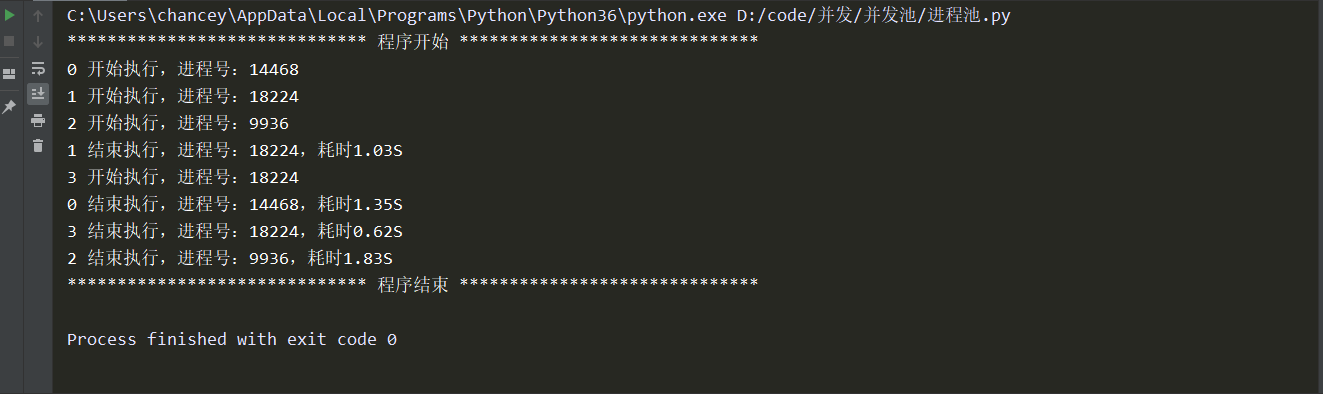 C:\Users\chancey\AppData\Local\Programs\Python\Python36\python.exe D:/code/并发/并发池/进程池.py
****************************** 程序开始 ******************************
0 开始执行，进程号：14468
1 开始执行，进程号：18224
2 开始执行，进程号：9936
1 结束执行，进程号：18224，耗时1.03S
3 开始执行，进程号：18224
0 结束执行，进程号：14468，耗时1.35S
3 结束执行，进程号：18224，耗时0.62S
2 结束执行，进程号：9936，耗时1.83S
****************************** 程序结束 ******************************
Process finished with exit code 0